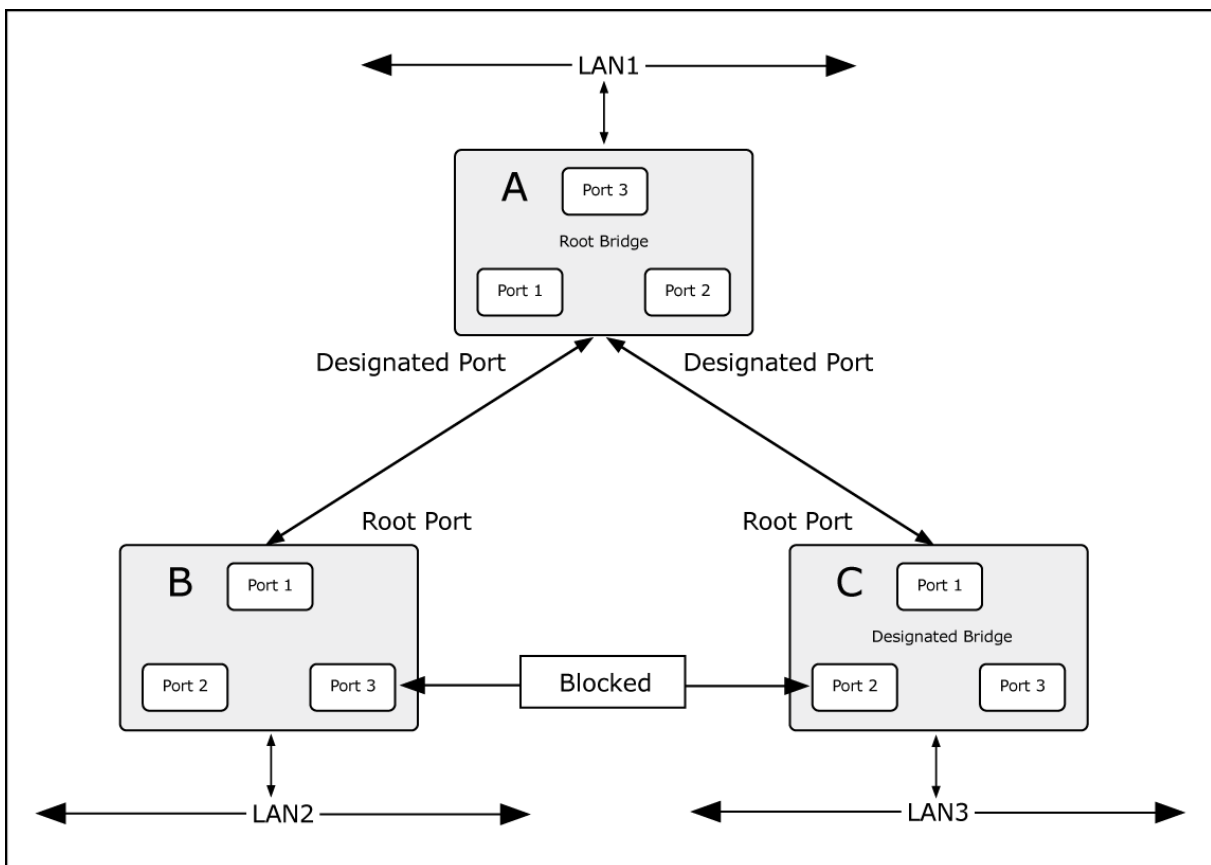 LAN1
A
Port 3
Root Bridge
Port 1
Port 2
Designated Port
Designated Port
Root Port
Root Port
B
Port 1
Port 2
Port 3
Blocked
C
Port 1
Designated Bridge
Port 2
Port 3
LAN2
LAN3